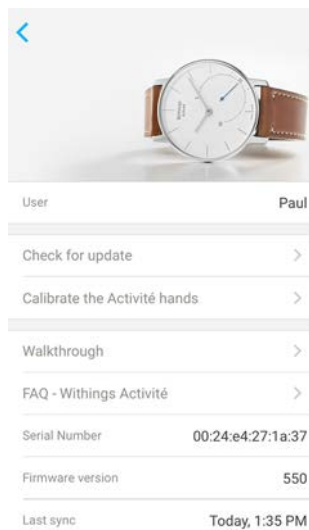 User Paul
Check for update
Calibrate the Activité hands
Walkthrough
FAQ - Withings Activité
Serial Number 00:24:e4:27:1a:37
Firmware version 550
Last sync Today, 1:35 PM